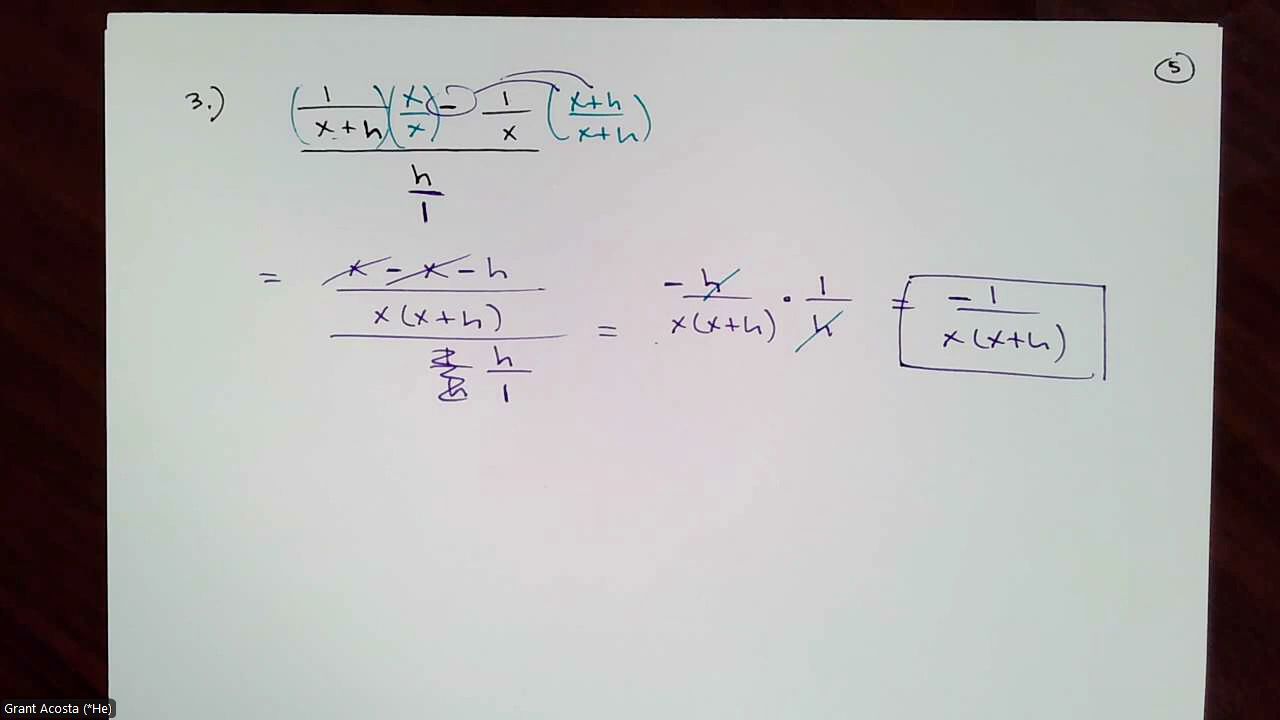 5
3.) (1/(x+h))(x/x) - 1/x ((x+h)/(x+h))
h/1
= x - x - h
x(x+h)
h/1
= -h/(x(x+h)) · 1/h = -1/(x(x+h))
Grant Acosta (*He)